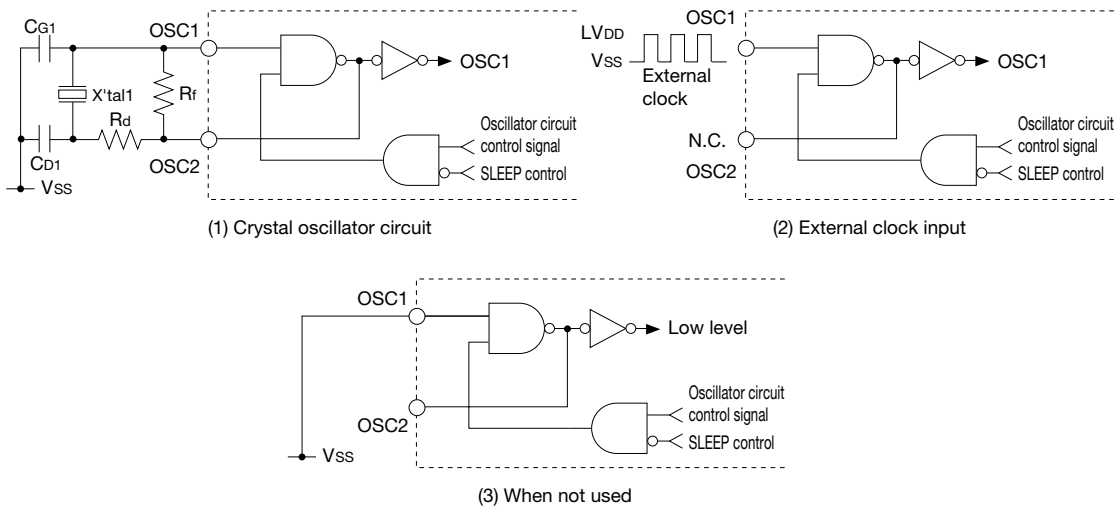 CG1
OSC1
X'tal1
Rf
Rd
CD1
OSC2
VSS
OSC1
Oscillator circuit
control signal
SLEEP control
(1) Crystal oscillator circuit
OSC1
LVDD
VSS
External
clock
OSC1
N.C.
OSC2
Oscillator circuit
control signal
SLEEP control
(2) External clock input
OSC1
Low level
OSC2
VSS
Oscillator circuit
control signal
SLEEP control
(3) When not used